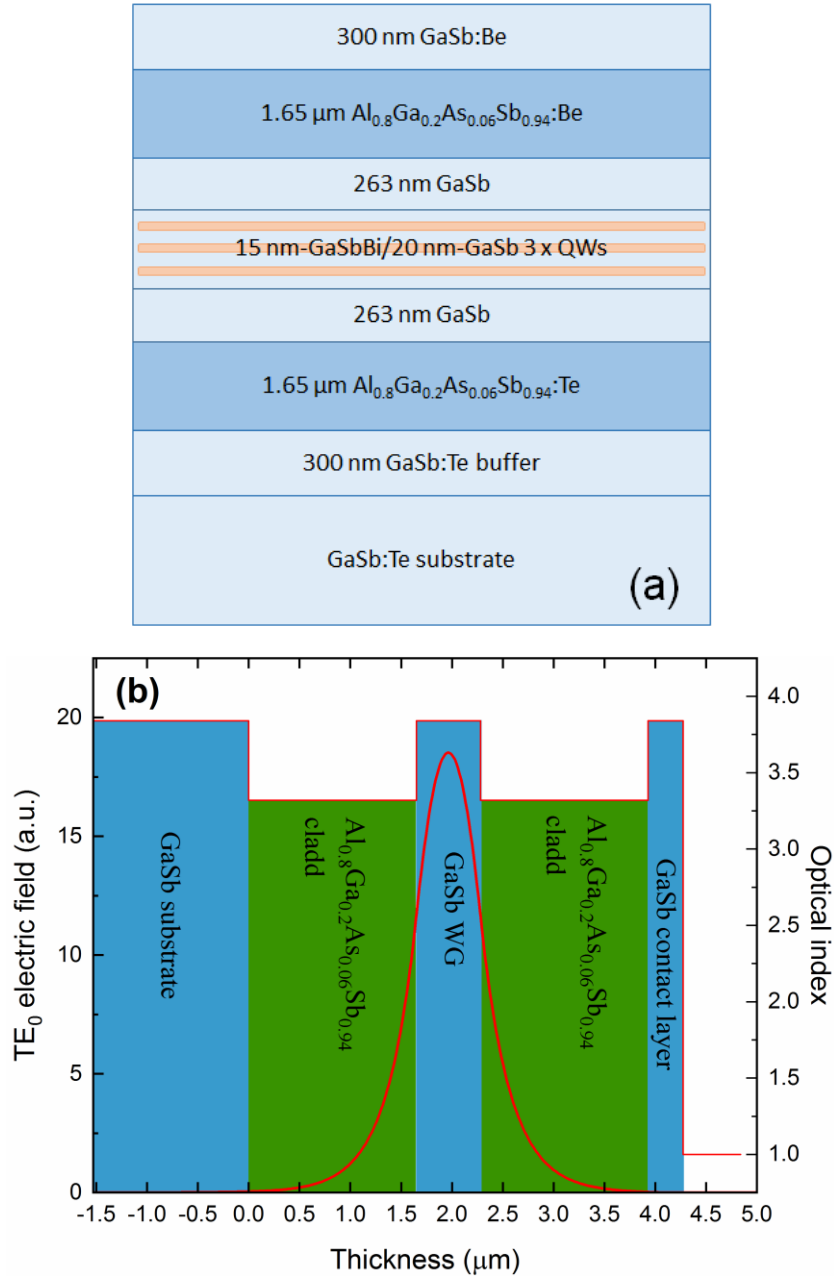 300 nm GaSb:Be
1.65 μm Al₀.₈Ga₀.₂As₀.₀₆Sb₀.₉₄:Be
263 nm GaSb
15 nm-GaSbBi/20 nm-GaSb 3 x QWs
263 nm GaSb
1.65 μm Al₀.₈Ga₀.₂As₀.₀₆Sb₀.₉₄:Te
300 nm GaSb:Te buffer
GaSb:Te substrate
(a)
(b)
20
15
10
5
0
TE₀ electric field (a.u.)
GaSb substrate
Al₀.₈Ga₀.₂As₀.₀₆Sb₀.₉₄
cladd
GaSb WG
Al₀.₈Ga₀.₂As₀.₀₆Sb₀.₉₄
cladd
GaSb contact layer
4.0
3.5
3.0
2.5
2.0
1.5
1.0
Optical index
-1.5 -1.0 -0.5 0.0 0.5 1.0 1.5 2.0 2.5 3.0 3.5 4.0 4.5 5.0
Thickness (μm)